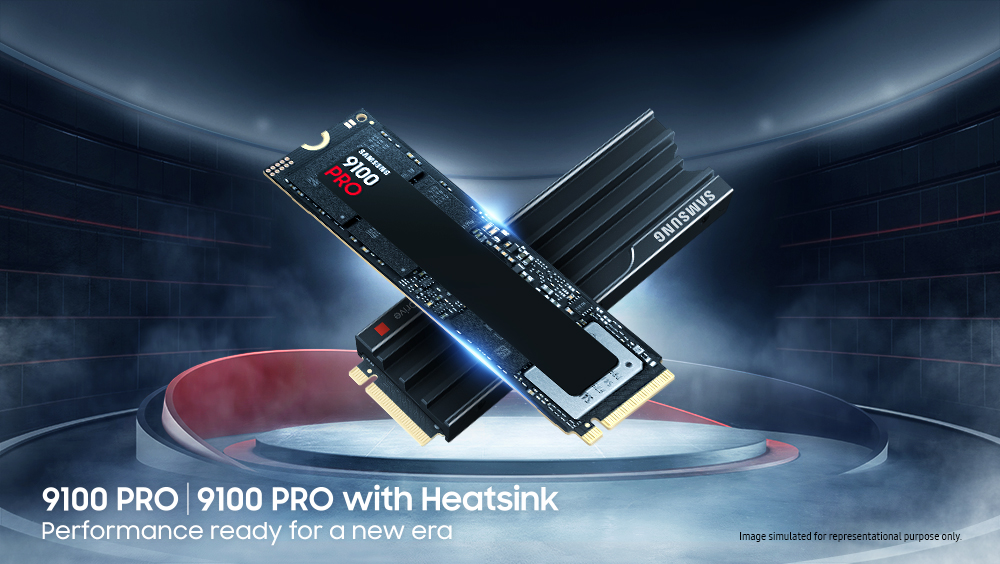 SAMSUNG
9100
PRO
SAMSUNG
9100 PRO | 9100 PRO with Heatsink
Performance ready for a new era
Image simulated for representational purpose only.